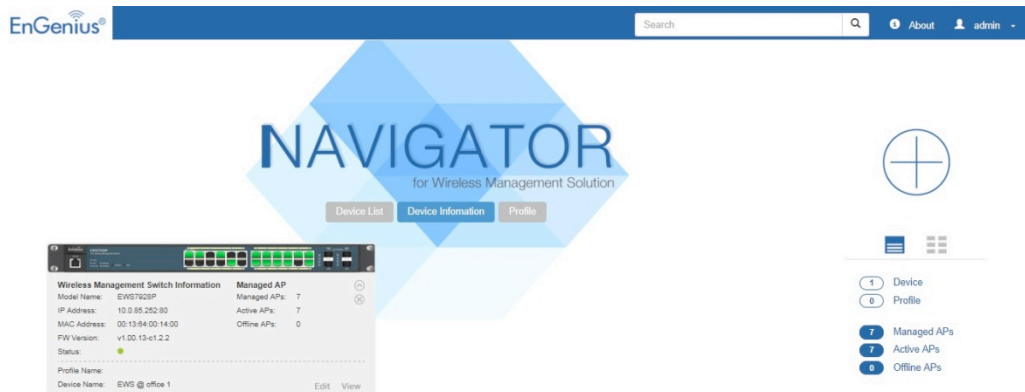 EnGenius®
Search
About
admin
NAVIGATOR
for Wireless Management Solution
Device List Device Infomation Profile
Wireless Management Switch Information Managed AP
Model Name: EWS7928P Managed APs: 7
IP Address: 10.0.85.252:80 Active APs: 7
MAC Address: 00:13:64:00:14:00 Offline APs: 0
FW Version: v1.00.13-c1.2.2
Status:
Profile Name:
Device Name: EWS @ office 1 Edit View
1 Device
0 Profile
7 Managed APs
7 Active APs
0 Offline APs